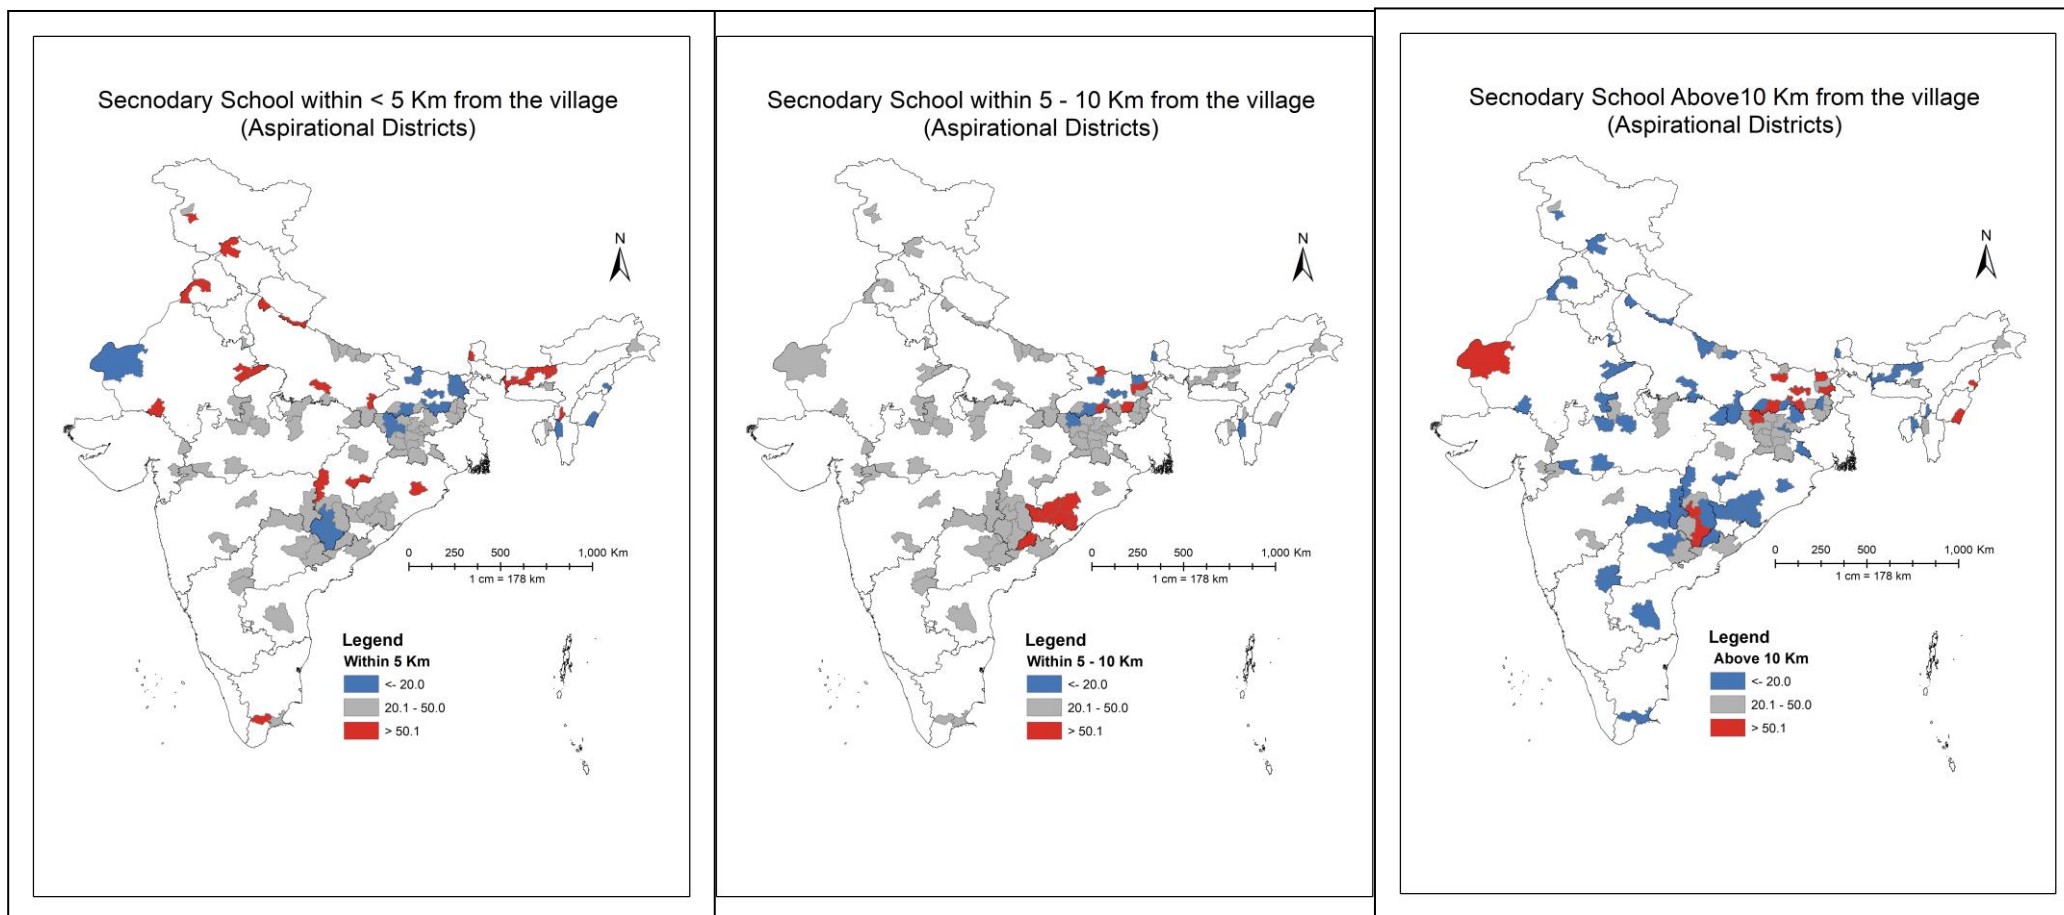 Secnodary School within < 5 Km from the village
(Aspirational Districts)
N
0 250 500 1,000 Km
1 cm = 178 km
Legend
Within 5 Km
<- 20.0
20.1 - 50.0
> 50.1
Secnodary School within 5 - 10 Km from the village
(Aspirational Districts)
N
0 250 500 1,000 Km
1 cm = 178 km
Legend
Within 5 - 10 Km
<- 20.0
20.1 - 50.0
> 50.1
Secnodary School Above10 Km from the village
(Aspirational Districts)
N
0 250 500 1,000 Km
1 cm = 178 km
Legend
Above 10 Km
<- 20.0
20.1 - 50.0
> 50.1